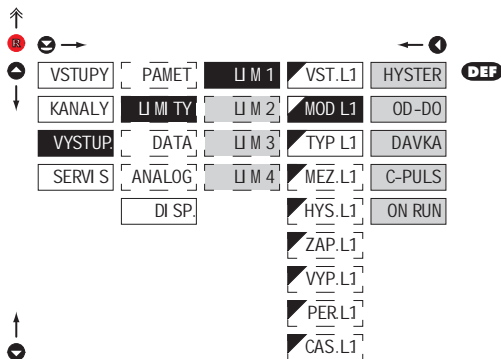 R
VSTUPY PAMET LIM 1 VST.L1 HYSTER DEF
KANALY LIMITY LIM 2 MOD L1 OD-DO
VYSTUP. DATA LIM 3 TYP L1 DAVKA
SERVIS ANALOG LIM 4 MEZ.L1 C-PULS
DISP. HYS.L1 ON RUN
ZAP.L1
VYP.L1
PER.L1
CAS.L1